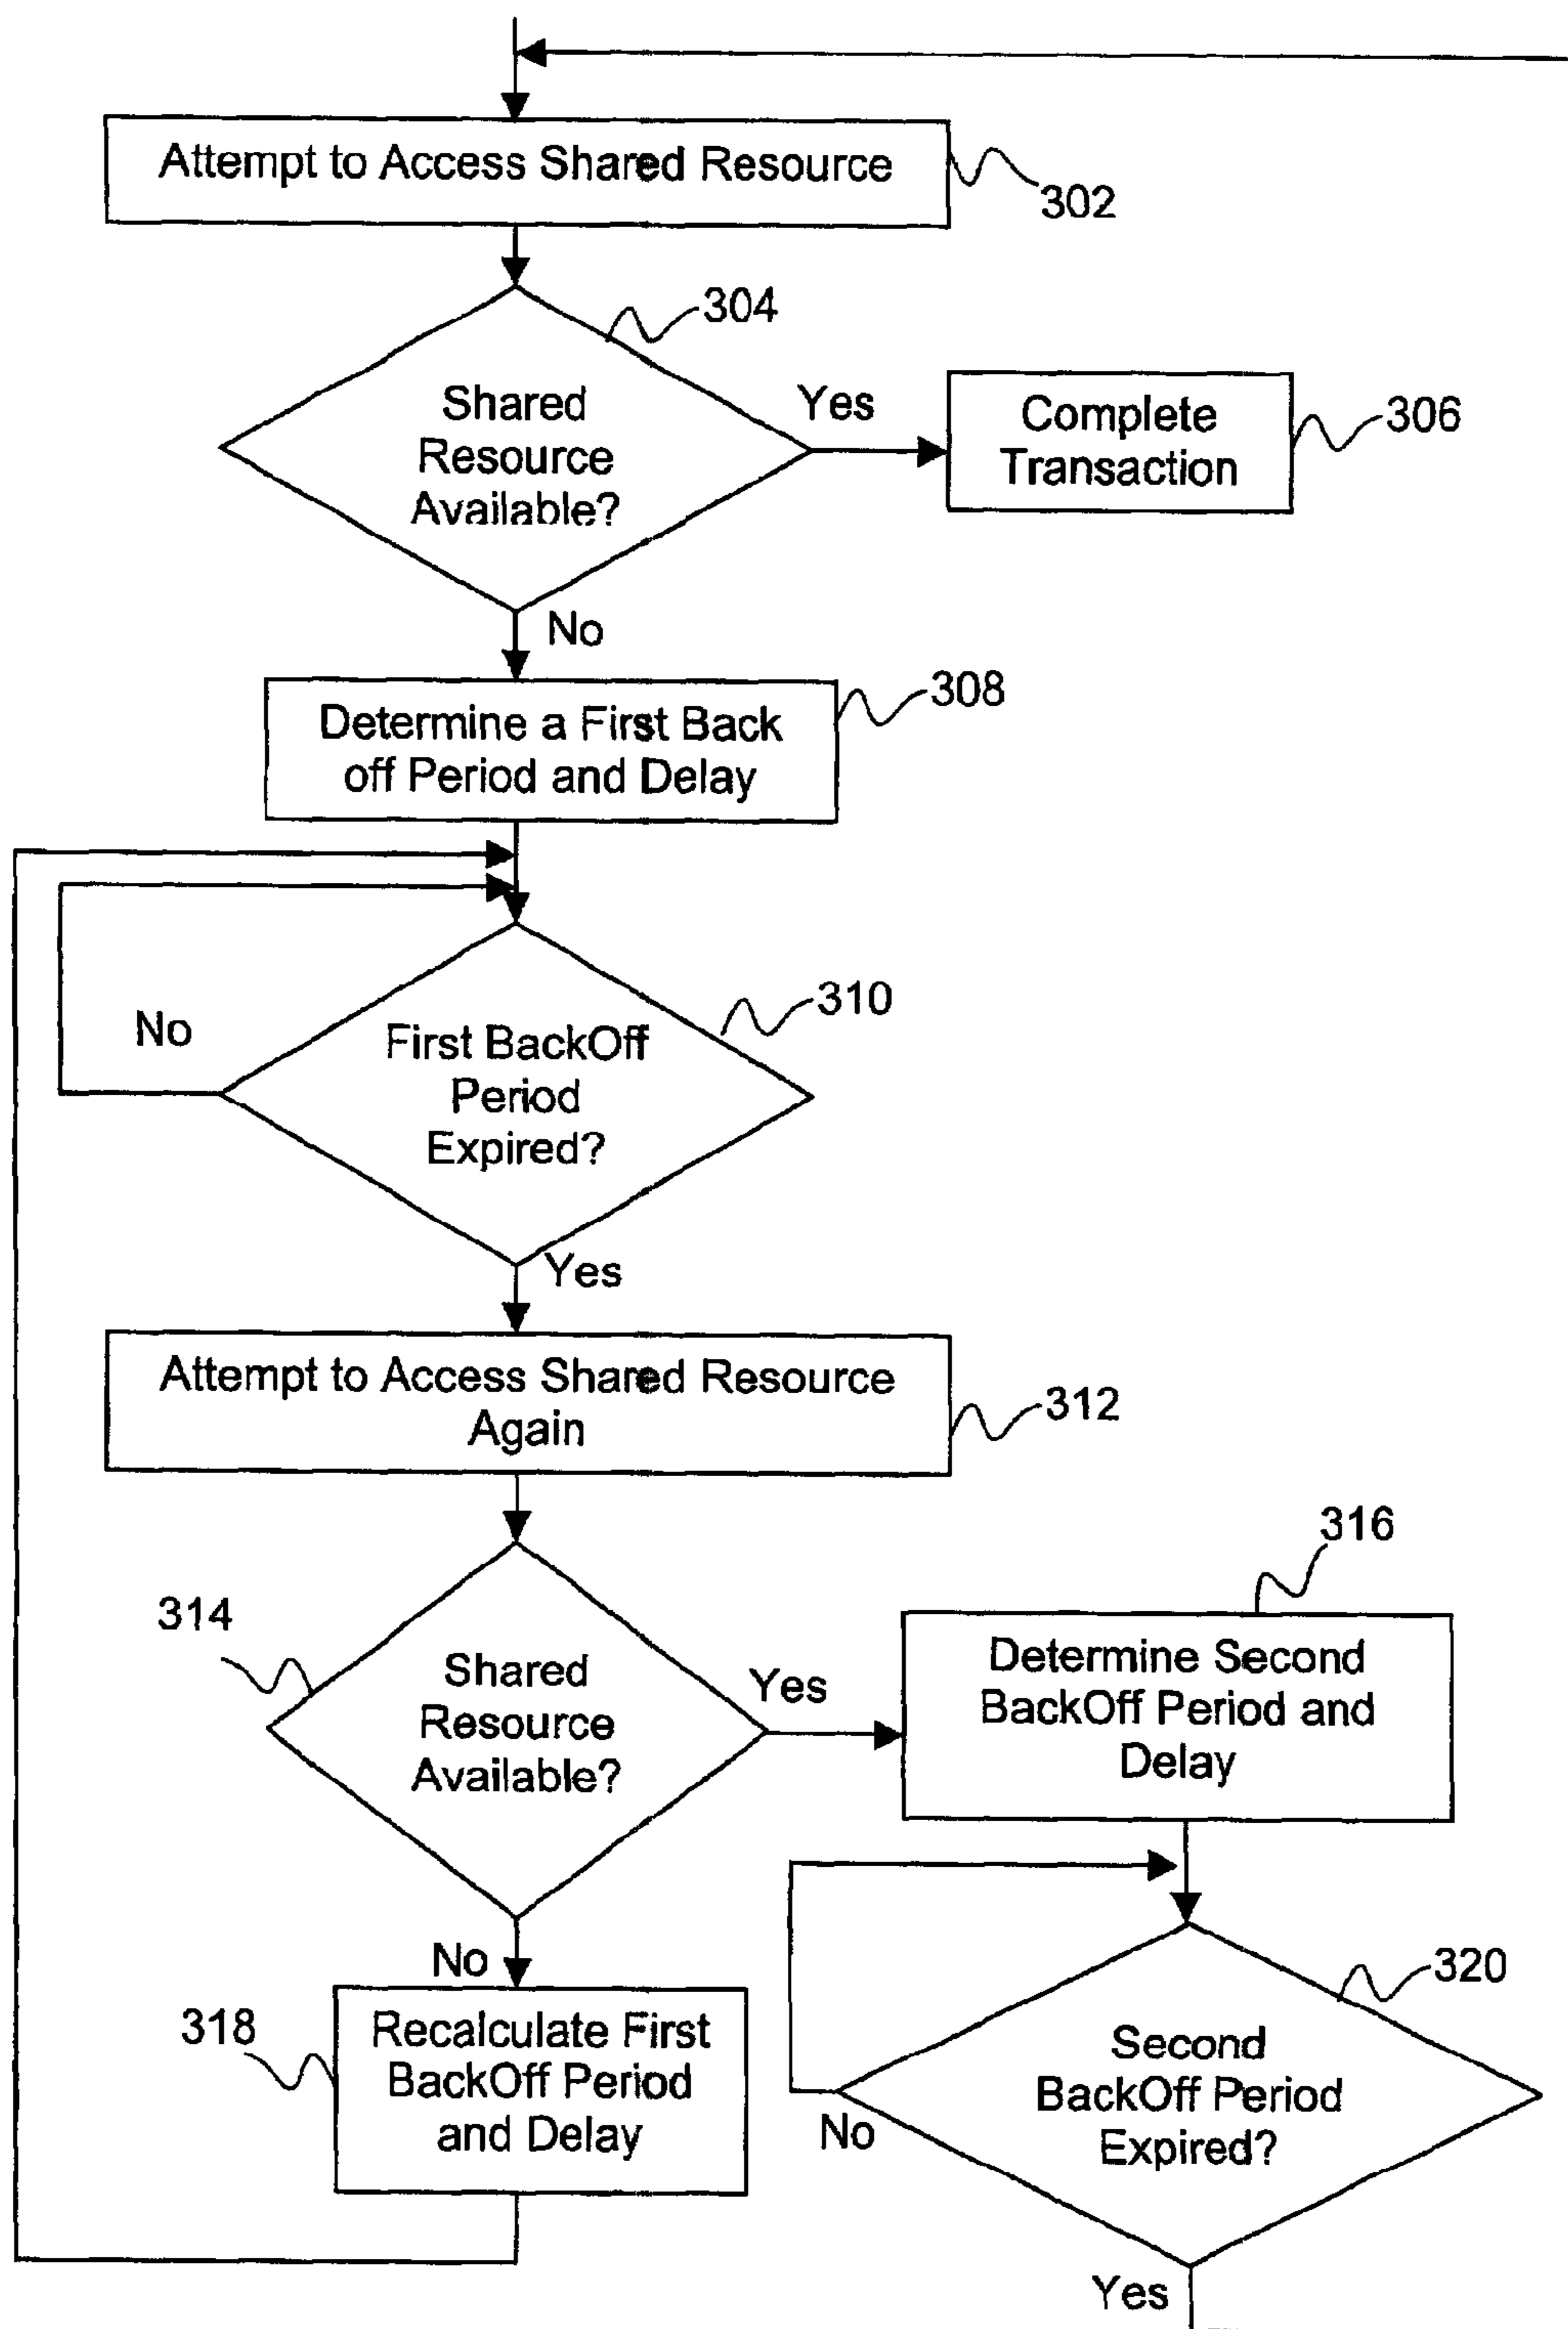 Attempt to Access Shared Resource
302
304
Shared
Resource
Available?
Yes
Complete
Transaction
306
No
308
Determine a First Back
off Period and Delay
310
No
First BackOff
Period
Expired?
Yes
Attempt to Access Shared Resource
Again
312
316
314
Shared
Resource
Available?
Yes
Determine Second
BackOff Period and
Delay
No
318
Recalculate First
BackOff Period
and Delay
320
Second
BackOff Period
Expired?
No
Yes